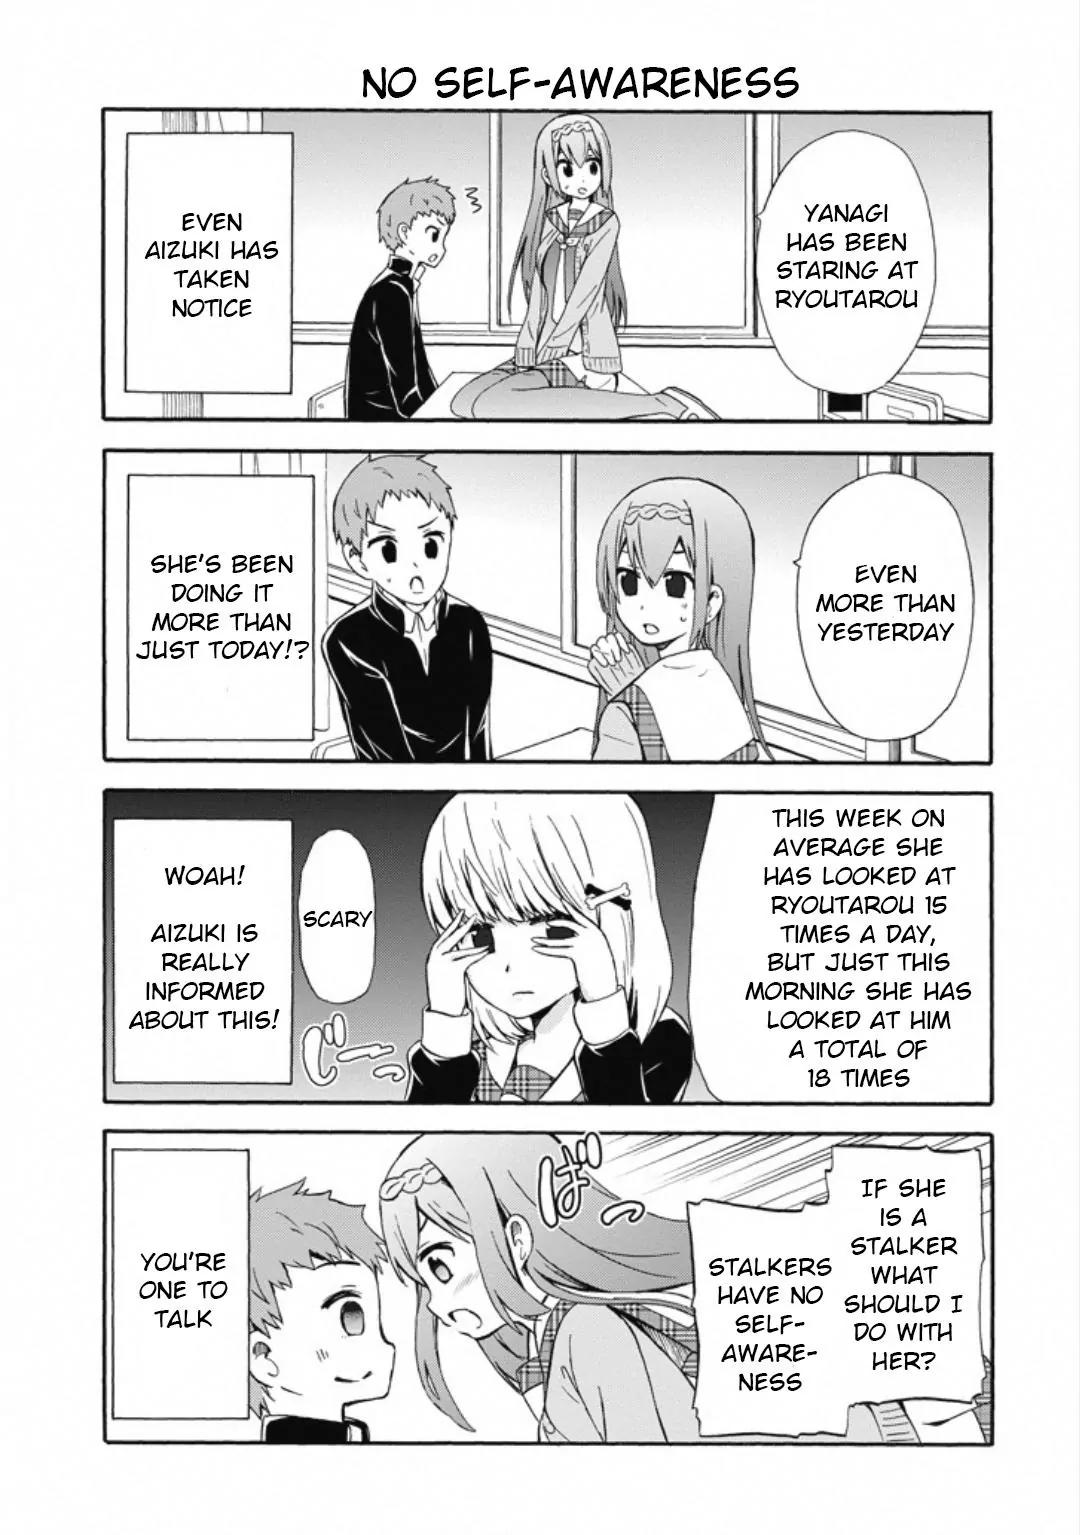 NO SELF-AWARENESS
YANAGI
HAS BEEN
STARING AT
RYOUTAROU
EVEN
AIZUKI HAS
TAKEN
NOTICE
EVEN
MORE THAN
YESTERDAY
SHE'S BEEN
DOING IT
MORE THAN
JUST TODAY!?
THIS WEEK ON
AVERAGE SHE
HAS LOOKED AT
RYOUTAROU 15
TIMES A DAY,
BUT JUST THIS
MORNING SHE HAS
LOOKED AT HIM
A TOTAL OF
18 TIMES
SCARY
じーっ
WOAH!
AIZUKI IS
REALLY
INFORMED
ABOUT THIS!
IF SHE
IS A
STALKER
WHAT
SHOULD I
DO WITH
HER?
STALKERS
HAVE NO
SELF-
AWARE-
NESS
ばっ
YOU'RE
ONE TO
TALK